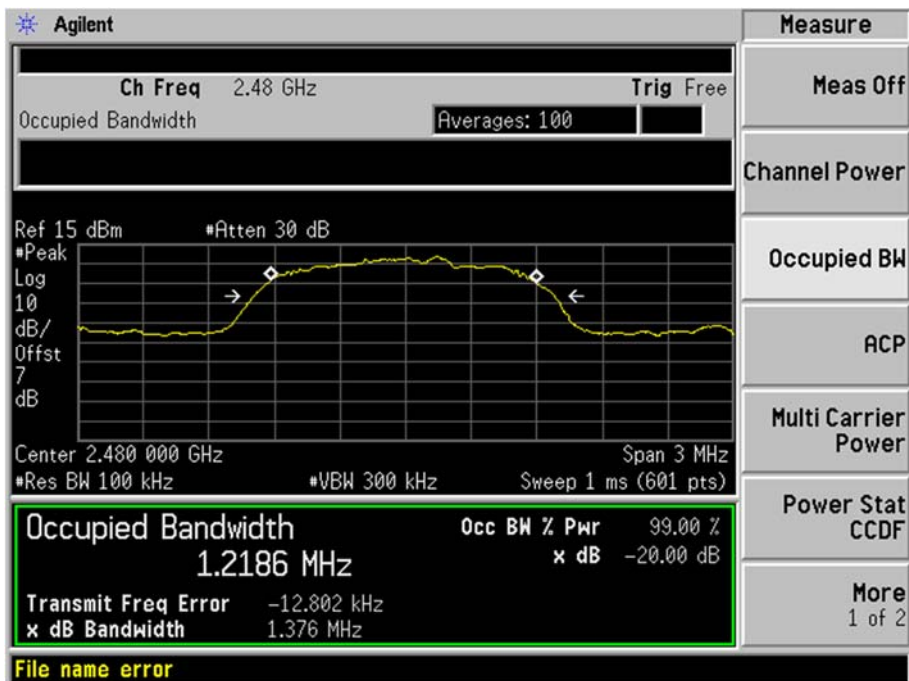 Agilent
Measure
Ch Freq 2.48 GHz Trig Free
Occupied Bandwidth Averages: 100
Meas Off
Channel Power
Occupied BW
ACP
Multi Carrier
Power
Power Stat
CCDF
More
1 of 2
Ref 15 dBm #Atten 30 dB
#Peak
Log
10
dB/
Offst
7
dB
Center 2.480 000 GHz Span 3 MHz
#Res BW 100 kHz #VBW 300 kHz Sweep 1 ms (601 pts)
Occupied Bandwidth Occ BW % Pwr 99.00 %
1.2186 MHz x dB -20.00 dB
Transmit Freq Error -12.802 kHz
x dB Bandwidth 1.376 MHz
File name error